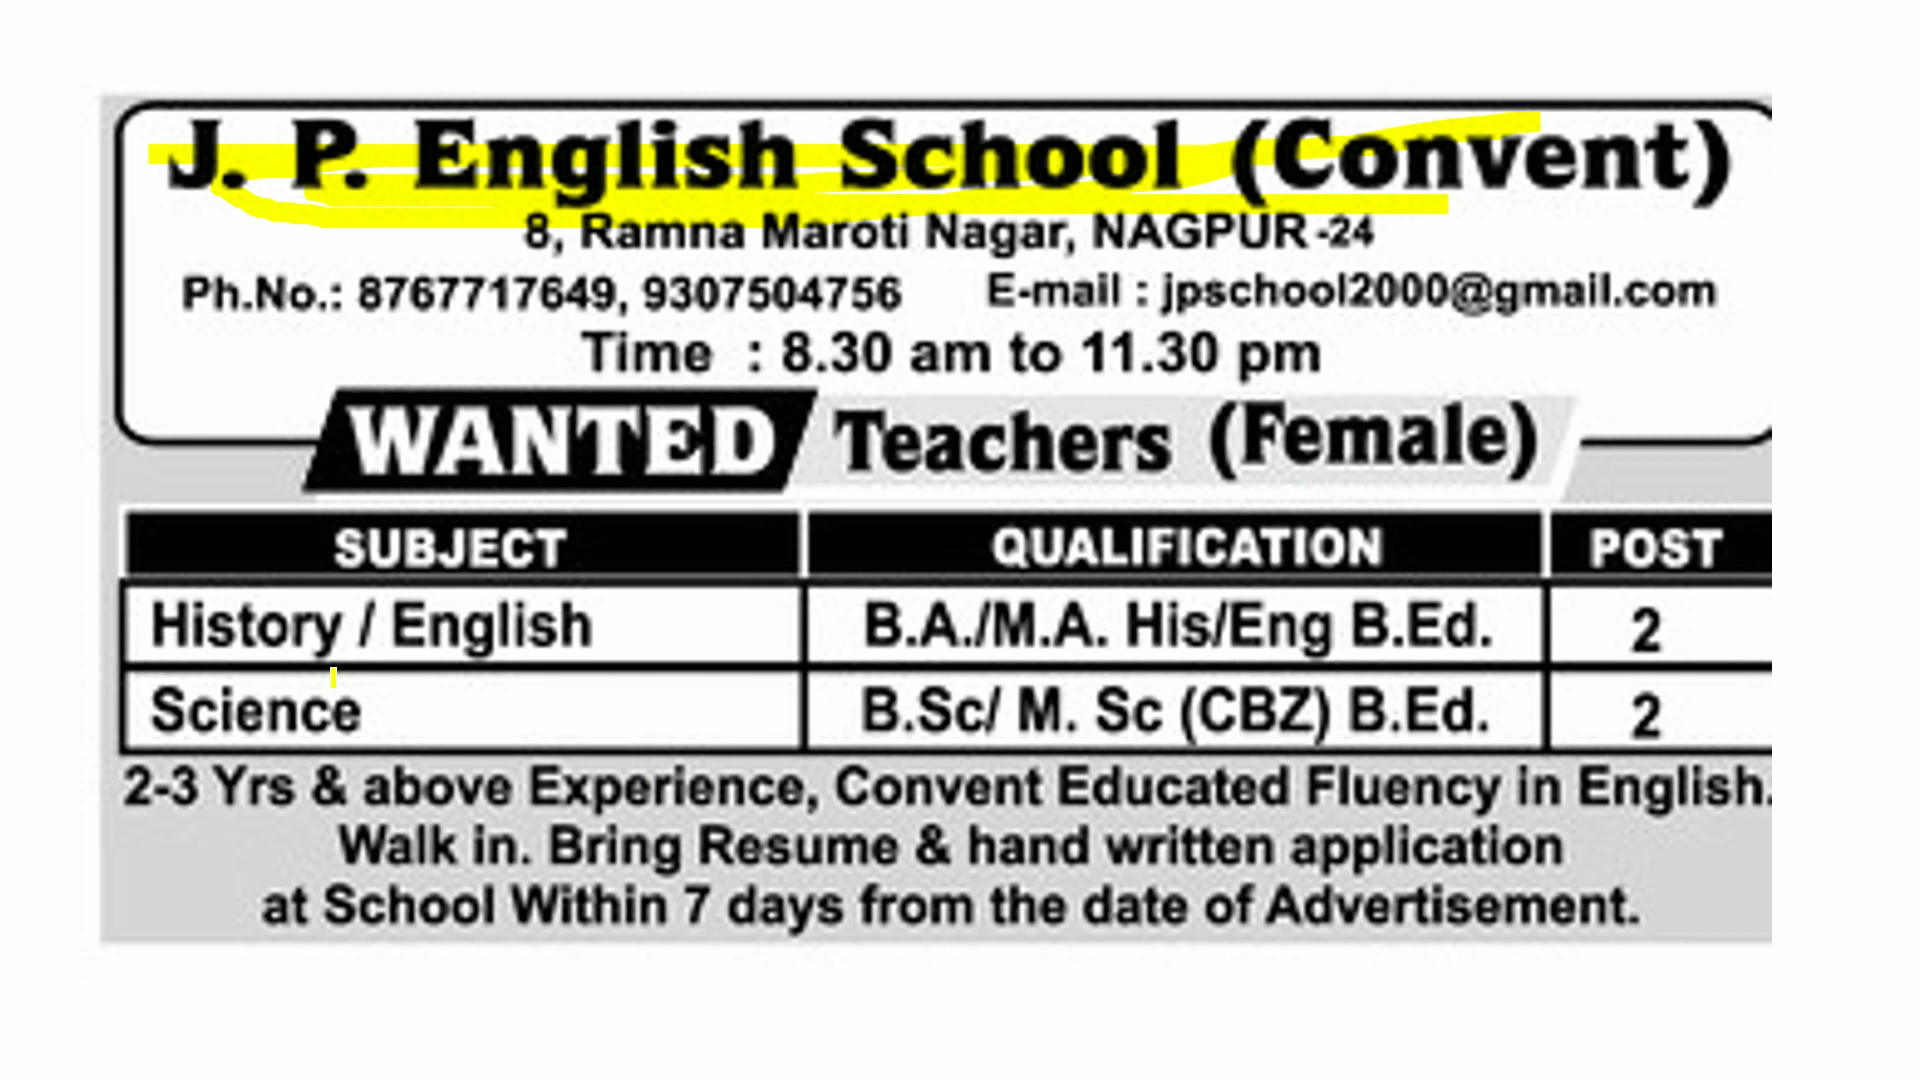 J. P. English School (Convent)
8, Ramna Maroti Nagar, NAGPUR-24
Ph.No.: 8767717649, 9307504756 E-mail : jpschool2000@gmail.com
Time : 8.30 am to 11.30 pm
WANTED Teachers (Female)
SUBJECT QUALIFICATION POST
History / English B.A./M.A. His/Eng B.Ed. 2
Science B.Sc/ M. Sc (CBZ) B.Ed. 2
2-3 Yrs & above Experience, Convent Educated Fluency in English.
Walk in. Bring Resume & hand written application
at School Within 7 days from the date of Advertisement.